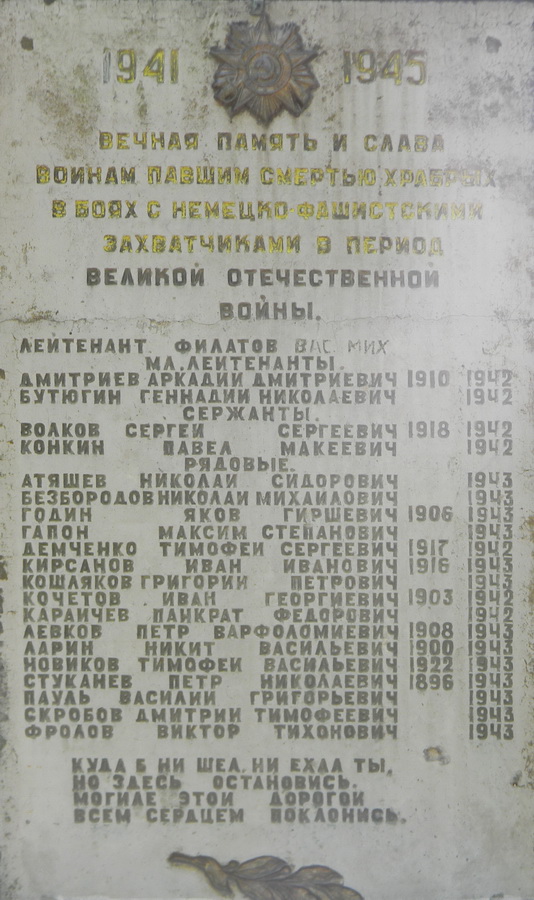 1941 1945
ВЕЧНАЯ ПАМЯТЬ И СЛАВА
ВОИНАМ ПАВШИМ СМЕРТЬЮ ХРАБРЫХ
В БОЯХ С НЕМЕЦКО-ФАШИСТСКИМИ
ЗАХВАТЧИКАМИ В ПЕРИОД
ВЕЛИКОЙ ОТЕЧЕСТВЕННОЙ
ВОЙНЫ.
ЛЕЙТЕНАНТ ФИЛАТОВ ВАС. МИХ
МЛ. ЛЕЙТЕНАНТЫ.
ДМИТРИЕВ АРКАДИЙ ДМИТРИЕВИЧ 1910 1942
БУТЮГИН ГЕННАДИЙ НИКОЛАЕВИЧ 1942
СЕРЖАНТЫ.
ВОЛКОВ СЕРГЕЙ СЕРГЕЕВИЧ 1918 1942
КОНКИН ПАВЕЛ МАКЕЕВИЧ 1942
РЯДОВЫЕ.
АТЯШЕВ НИКОЛАЙ СИДОРОВИЧ 1943
БЕЗБОРОДОВ НИКОЛАЙ МИХАЙЛОВИЧ 1943
ГОДИН ЯКОВ ГИРШЕВИЧ 1906 1943
ГАПОН МАКСИМ СТЕПАНОВИЧ 1943
ДЕМЧЕНКО ТИМОФЕЙ СЕРГЕЕВИЧ 1917 1942
КИРСАНОВ ИВАН ИВАНОВИЧ 1916 1943
КОШЛЯКОВ ГРИГОРИЙ ПЕТРОВИЧ 1943
КОЧЕТОВ ИВАН ГЕОРГИЕВИЧ 1903 1942
КАРАИЧЕВ ПАНКРАТ ФЕДОРОВИЧ 1942
ЛЕВКОВ ПЕТР ВАРФОЛОМИЕВИЧ 1908 1943
ЛАРИН НИКИТ ВАСИЛЬЕВИЧ 1900 1943
НОВИКОВ ТИМОФЕЙ ВАСИЛЬЕВИЧ 1922 1943
СТУКАНЕВ ПЕТР НИКОЛАЕВИЧ 1896 1943
ПАУЛЬ ВАСИЛИЙ ГРИГОРЬЕВИЧ 1943
СКРОБОВ ДМИТРИЙ ТИМОФЕЕВИЧ 1943
ФРОЛОВ ВИКТОР ТИХОНОВИЧ 1943
КУДА Б НИ ШЕЛ, НИ ЕХАЛ ТЫ,
НО ЗДЕСЬ ОСТАНОВИСЬ.
МОГИЛЕ ЭТОЙ ДОРОГОЙ
ВСЕМ СЕРДЦЕМ ПОКЛОНИСЬ.